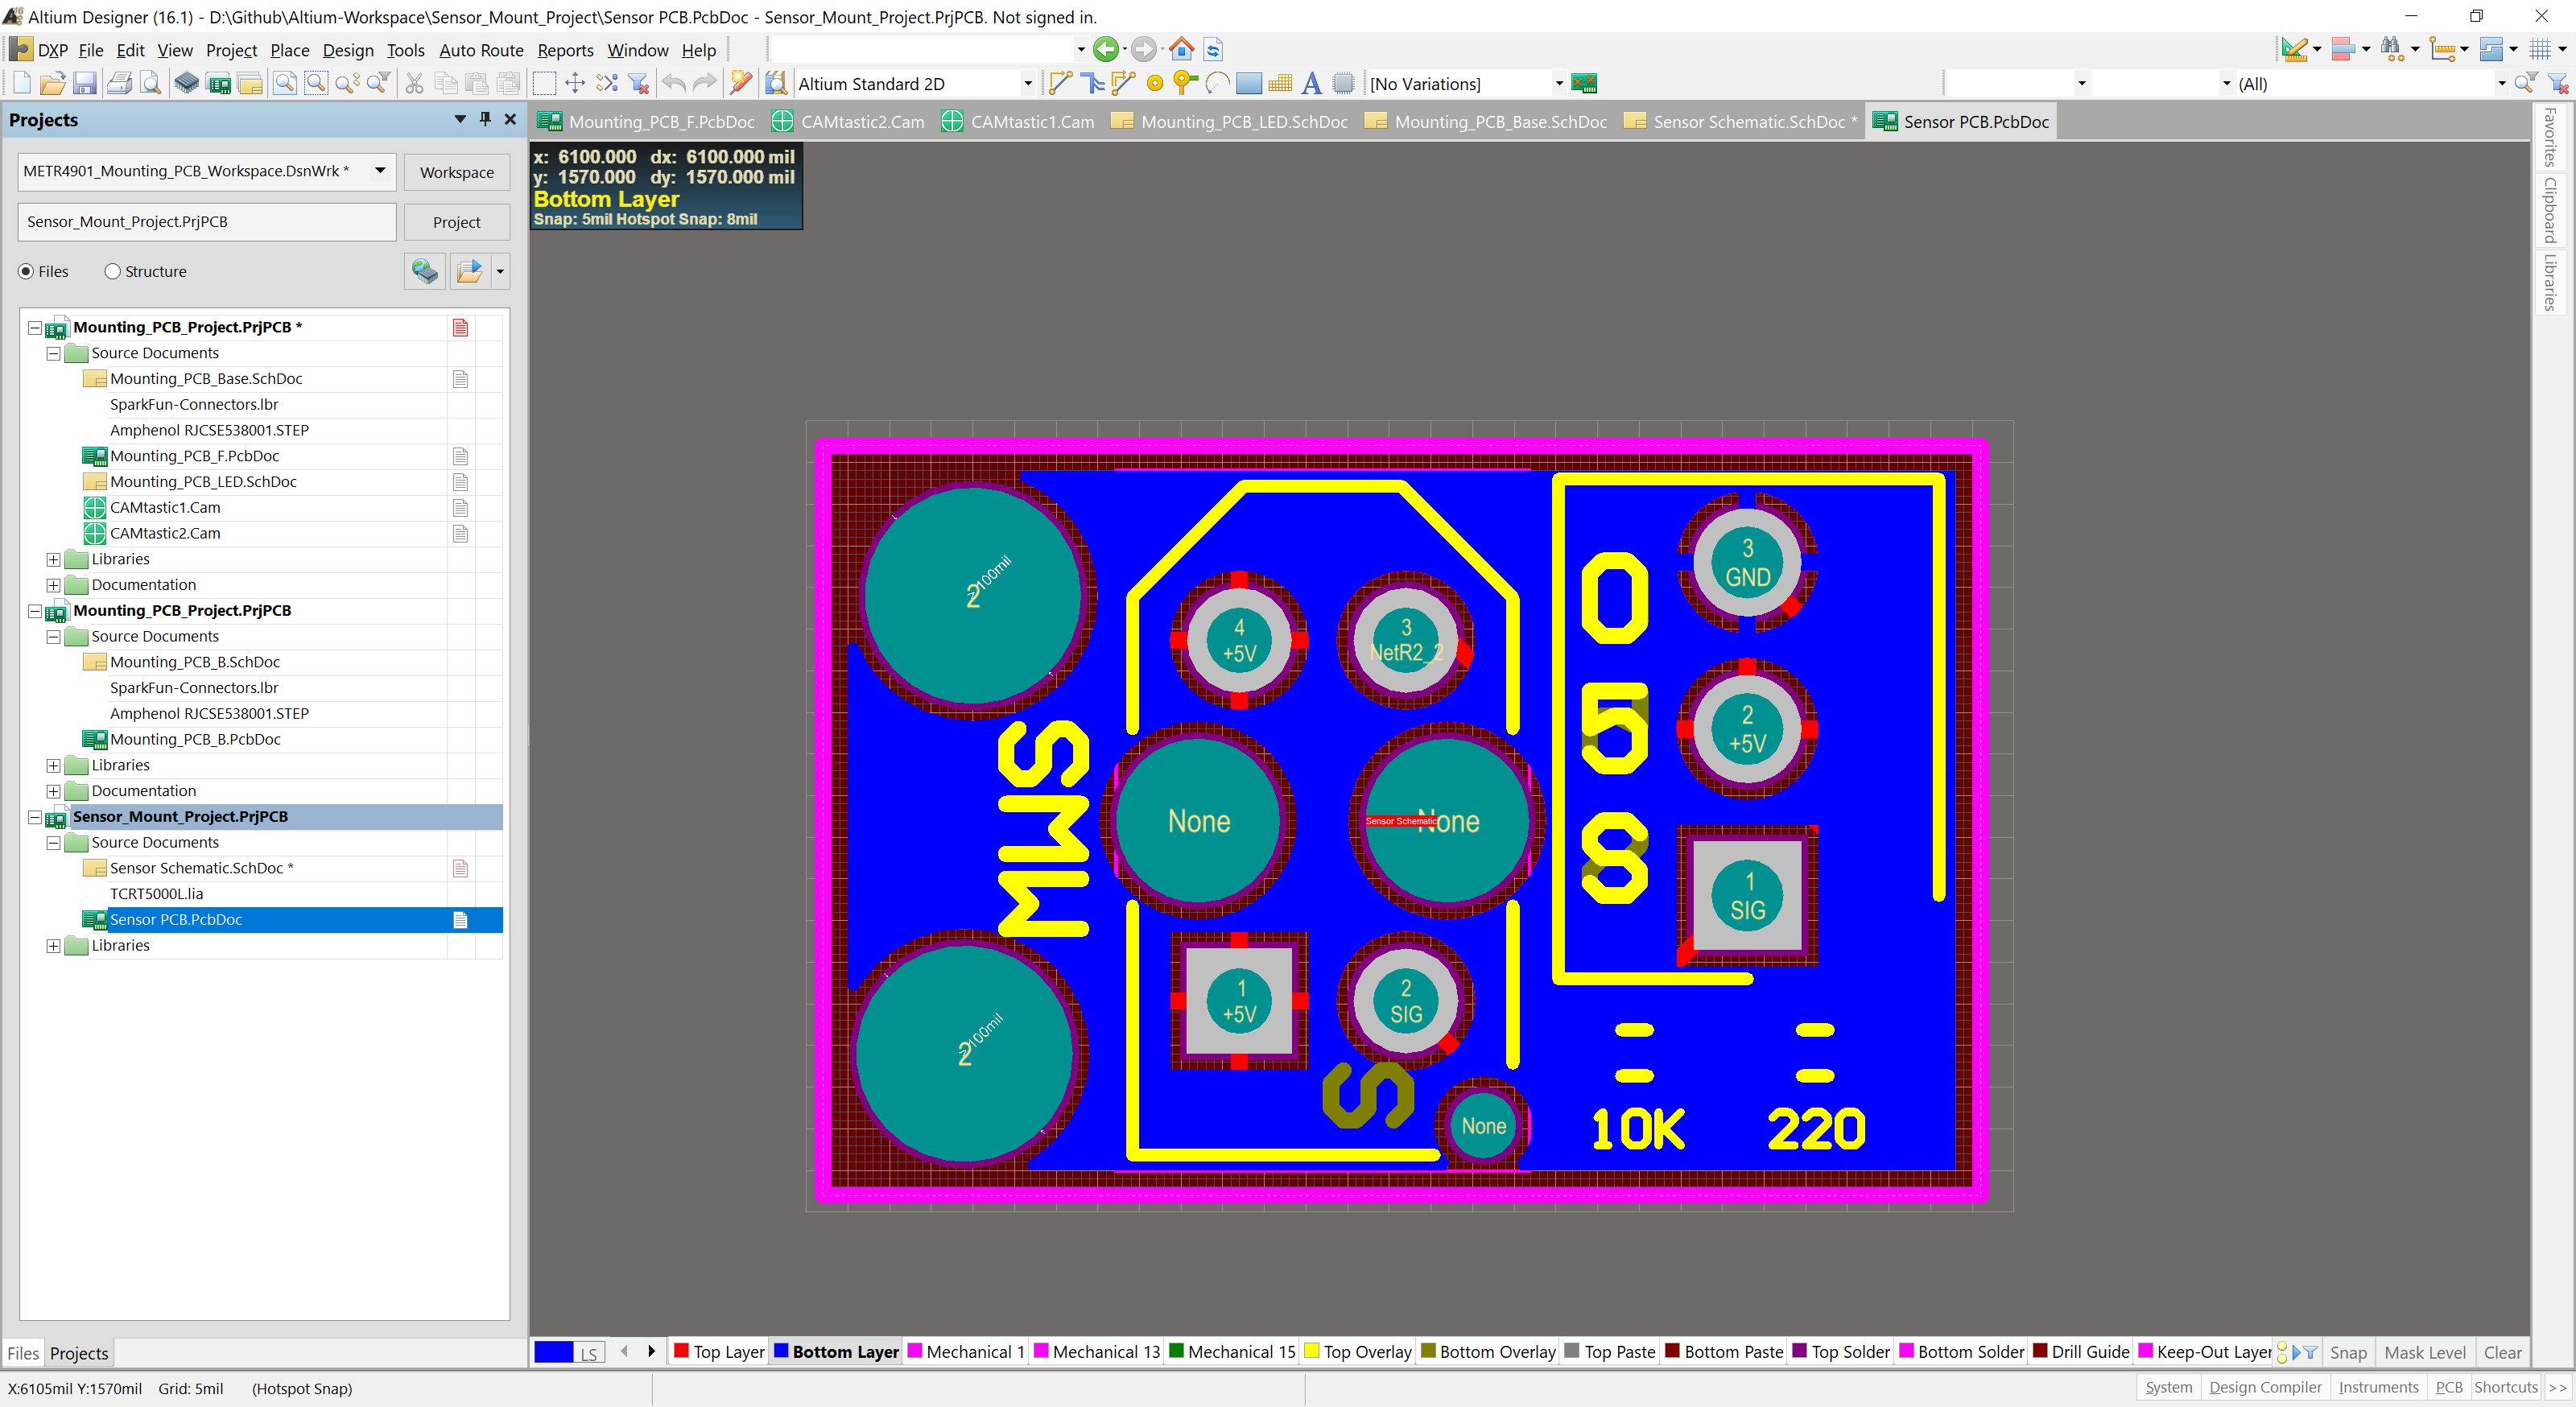 Altium Designer (16.1) - D:\Github\Altium-Workspace\Sensor_Mount_Project\Sensor PCB.PcbDoc - Sensor_Mount_Project.PrjPCB. Not signed in.
DXP File Edit View Project Place Design Tools Auto Route Reports Window Help
Altium Standard 2D [No Variations] (All)
Projects
Mounting_PCB_F.PcbDoc CAMtastic2.Cam CAMtastic1.Cam Mounting_PCB_LED.SchDoc Mounting_PCB_Base.SchDoc Sensor Schematic.SchDoc * Sensor PCB.PcbDoc
METR4901_Mounting_PCB_Workspace.DsnWrk * Workspace
Sensor_Mount_Project.PrjPCB Project
Files Structure
Mounting_PCB_Project.PrjPCB *
Source Documents
Mounting_PCB_Base.SchDoc
SparkFun-Connectors.lbr
Amphenol RJCSE538001.STEP
Mounting_PCB_F.PcbDoc
Mounting_PCB_LED.SchDoc
CAMtastic1.Cam
CAMtastic2.Cam
Libraries
Documentation
Mounting_PCB_Project.PrjPCB
Source Documents
Mounting_PCB_B.SchDoc
SparkFun-Connectors.lbr
Amphenol RJCSE538001.STEP
Mounting_PCB_B.PcbDoc
Libraries
Documentation
Sensor_Mount_Project.PrjPCB
Source Documents
Sensor Schematic.SchDoc *
TCRT5000L.lia
Sensor PCB.PcbDoc
Libraries
Files Projects
x: 6100.000 dx: 6100.000 mil
y: 1570.000 dy: 1570.000 mil
Bottom Layer
Snap: 5mil Hotspot Snap: 8mil
2
100mil
4
+5V
3
NetR2_2
0
3
GND
5
2
+5V
SMM
None
Sensor Schematic
None
S
1
SIG
2
100mil
1
+5V
2
SIG
S
None
10K
220
Favorites
Clipboard
Libraries
LS Top Layer Bottom Layer Mechanical 1 Mechanical 13 Mechanical 15 Top Overlay Bottom Overlay Top Paste Bottom Paste Top Solder Bottom Solder Drill Guide Keep-Out Layer Snap Mask Level Clear
X:6105mil Y:1570mil Grid: 5mil (Hotspot Snap)
System Design Compiler Instruments PCB Shortcuts >>